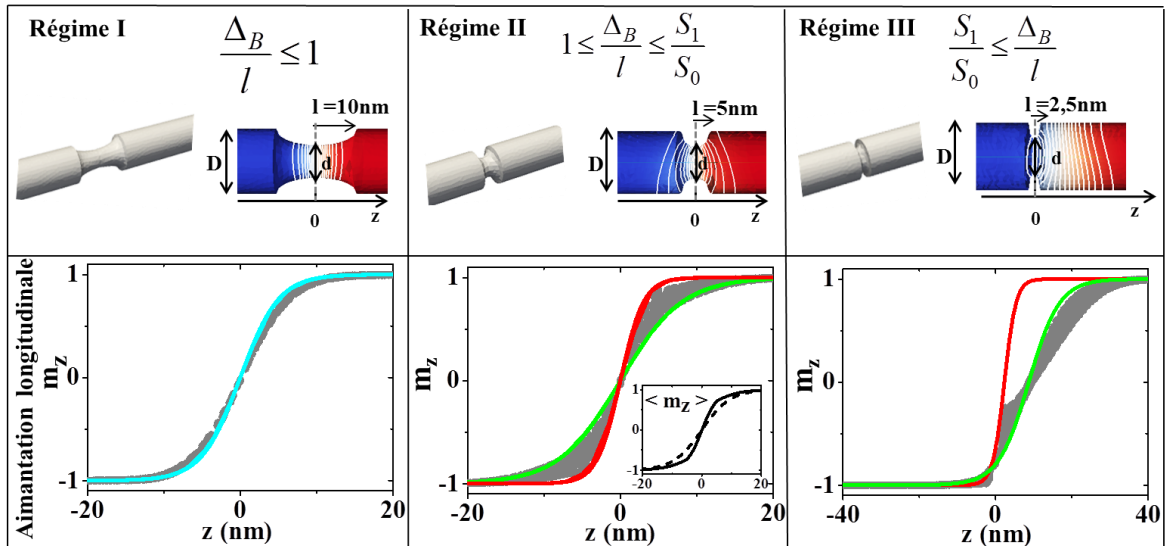 Régime I
Δ_B / l ≤ 1
l =10nm
D
d
0
z
Régime II
1 ≤ Δ_B / l ≤ S_1 / S_0
l =5nm
D
d
0
z
Régime III
S_1 / S_0 ≤ Δ_B / l
l =2,5nm
D
d
0
z
Aimantation longitudinale
m_z
1
0
-1
-20
0
20
z (nm)
m_z
1
0
-1
-20
0
20
z (nm)
< m_z >
1
0
-1
-20
0
20
m_z
1
0
-1
-40
0
40
z (nm)